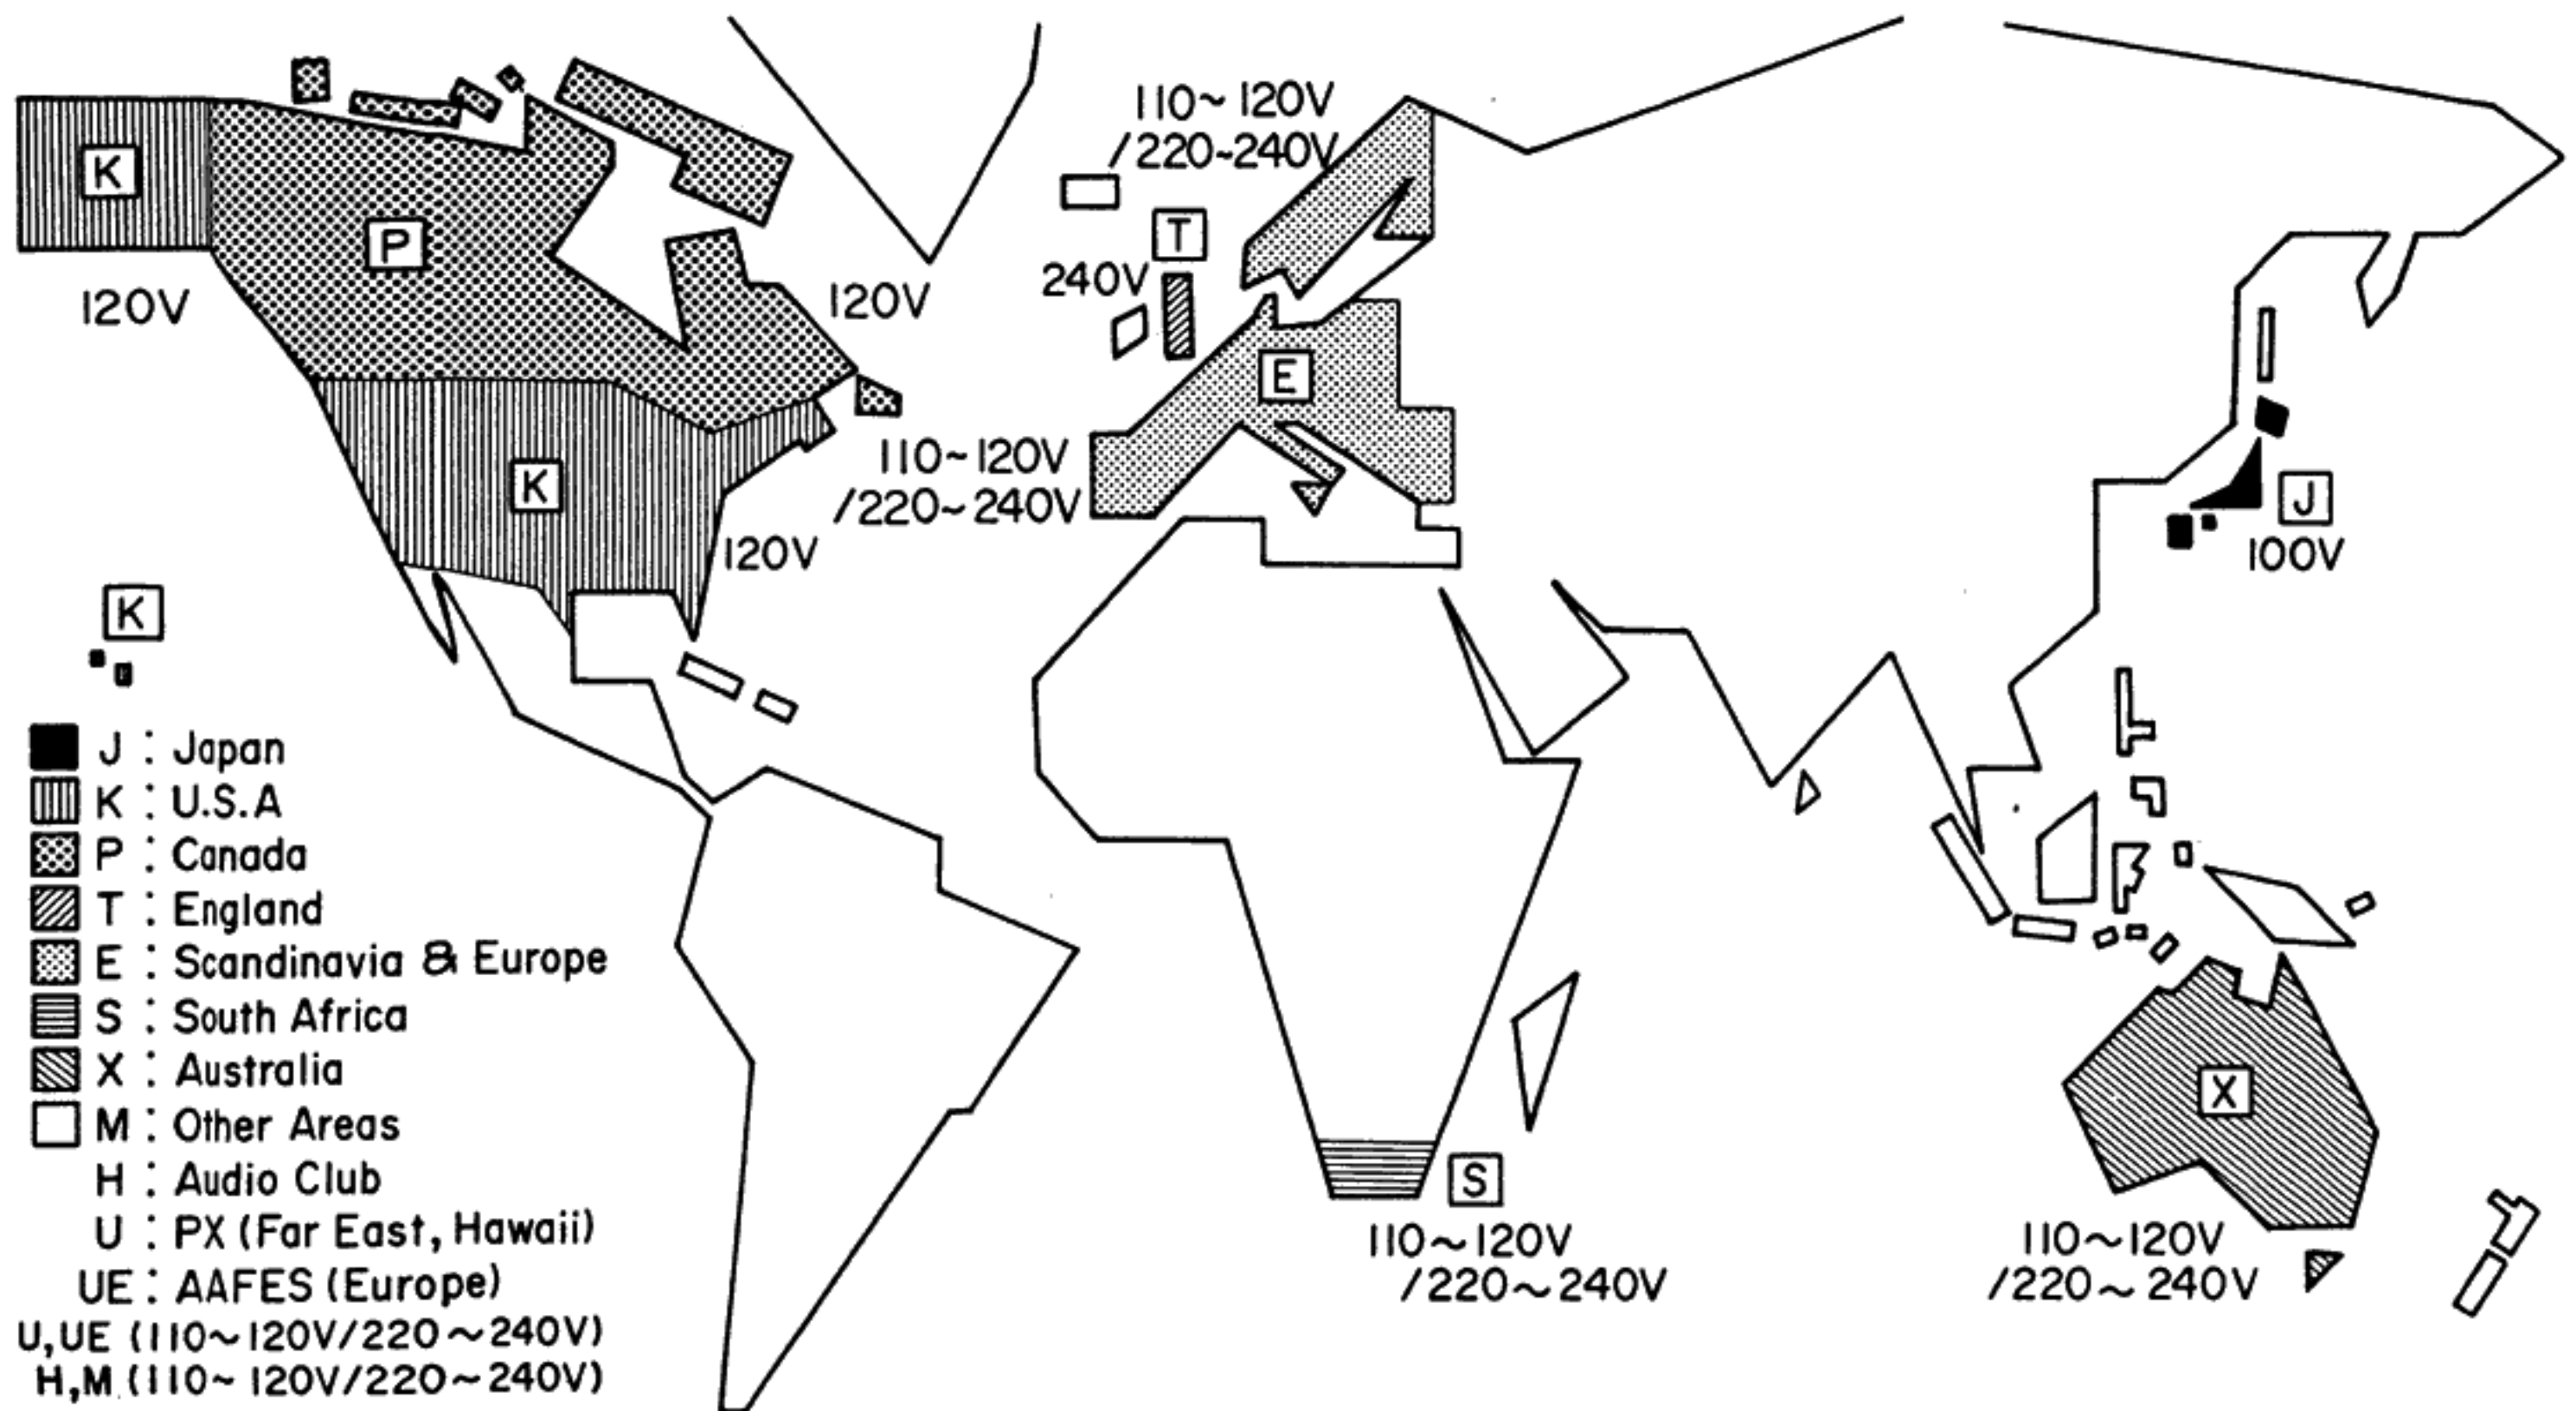 110~120V
/220~240V
K
P
T
240V
120V
120V
E
110~120V
/220~240V
K
120V
J
100V
K
J : Japan
K : U.S.A
P : Canada
T : England
E : Scandinavia & Europe
S : South Africa
X : Australia
M : Other Areas
H : Audio Club
U : PX (Far East, Hawaii)
UE : AAFES (Europe)
U,UE (110~120V/220~240V)
H,M (110~120V/220~240V)
S
110~120V
/220~240V
X
110~120V
/220~240V